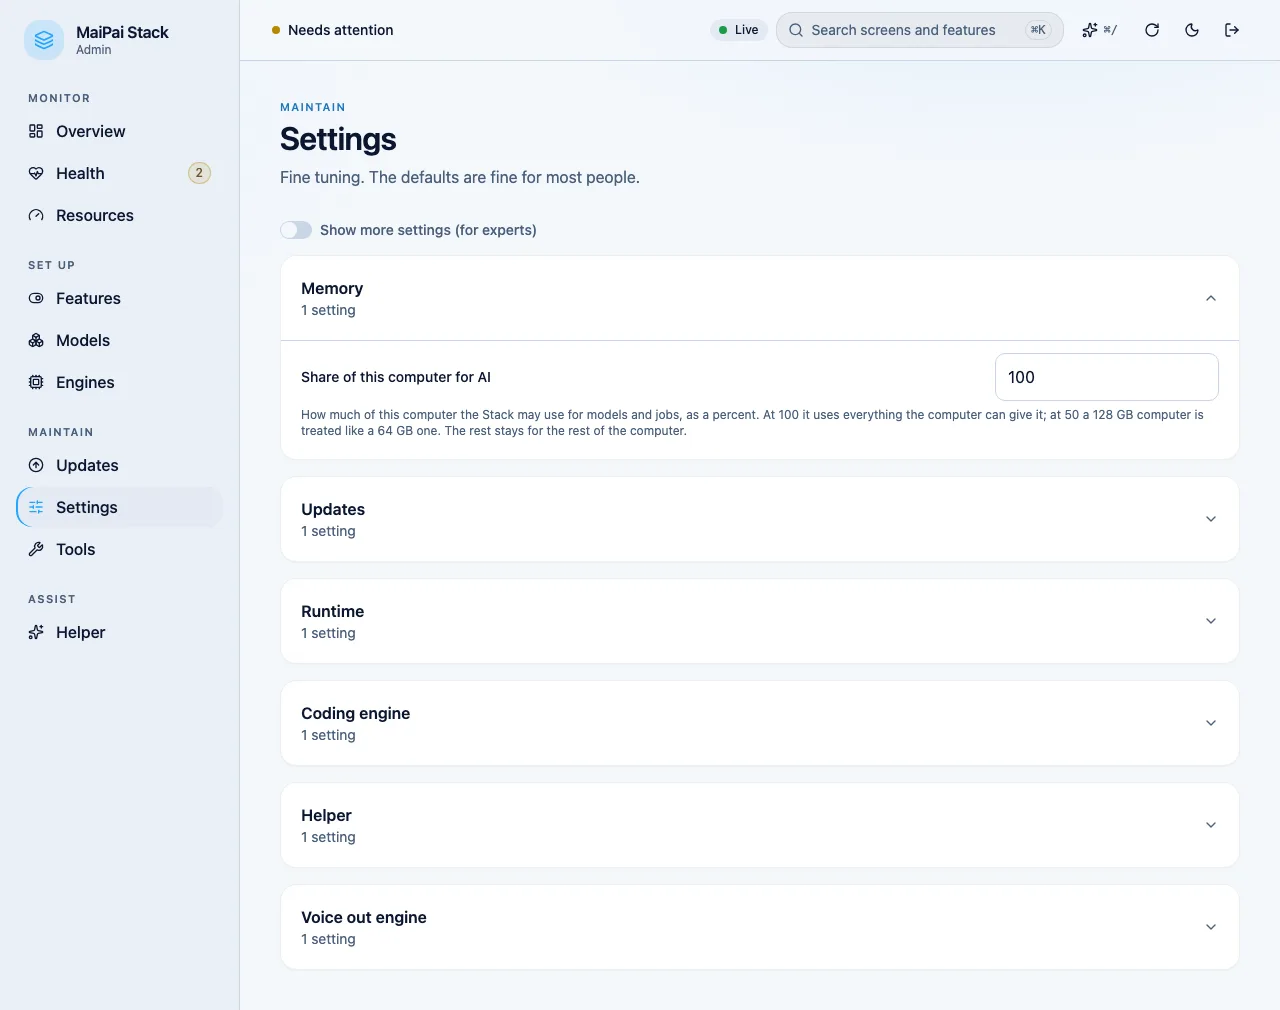 MaiPai Stack
Admin
MONITOR
Overview
Health
2
Resources
SET UP
Features
Models
Engines
MAINTAIN
Updates
Settings
Tools
ASSIST
Helper
Needs attention
Live
Search screens and features
⌘K
⌘/
MAINTAIN
Settings
Fine tuning. The defaults are fine for most people.
Show more settings (for experts)
Memory
1 setting
Share of this computer for AI
100
How much of this computer the Stack may use for models and jobs, as a percent. At 100 it uses everything the computer can give it; at 50 a 128 GB computer is
treated like a 64 GB one. The rest stays for the rest of the computer.
Updates
1 setting
Runtime
1 setting
Coding engine
1 setting
Helper
1 setting
Voice out engine
1 setting